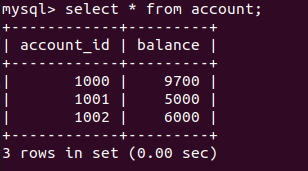 mysql> select * from account;
+------------+---------+
| account_id | balance |
+------------+---------+
|       1000 |    9700 |
|       1001 |    5000 |
|       1002 |    6000 |
+------------+---------+
3 rows in set (0.00 sec)